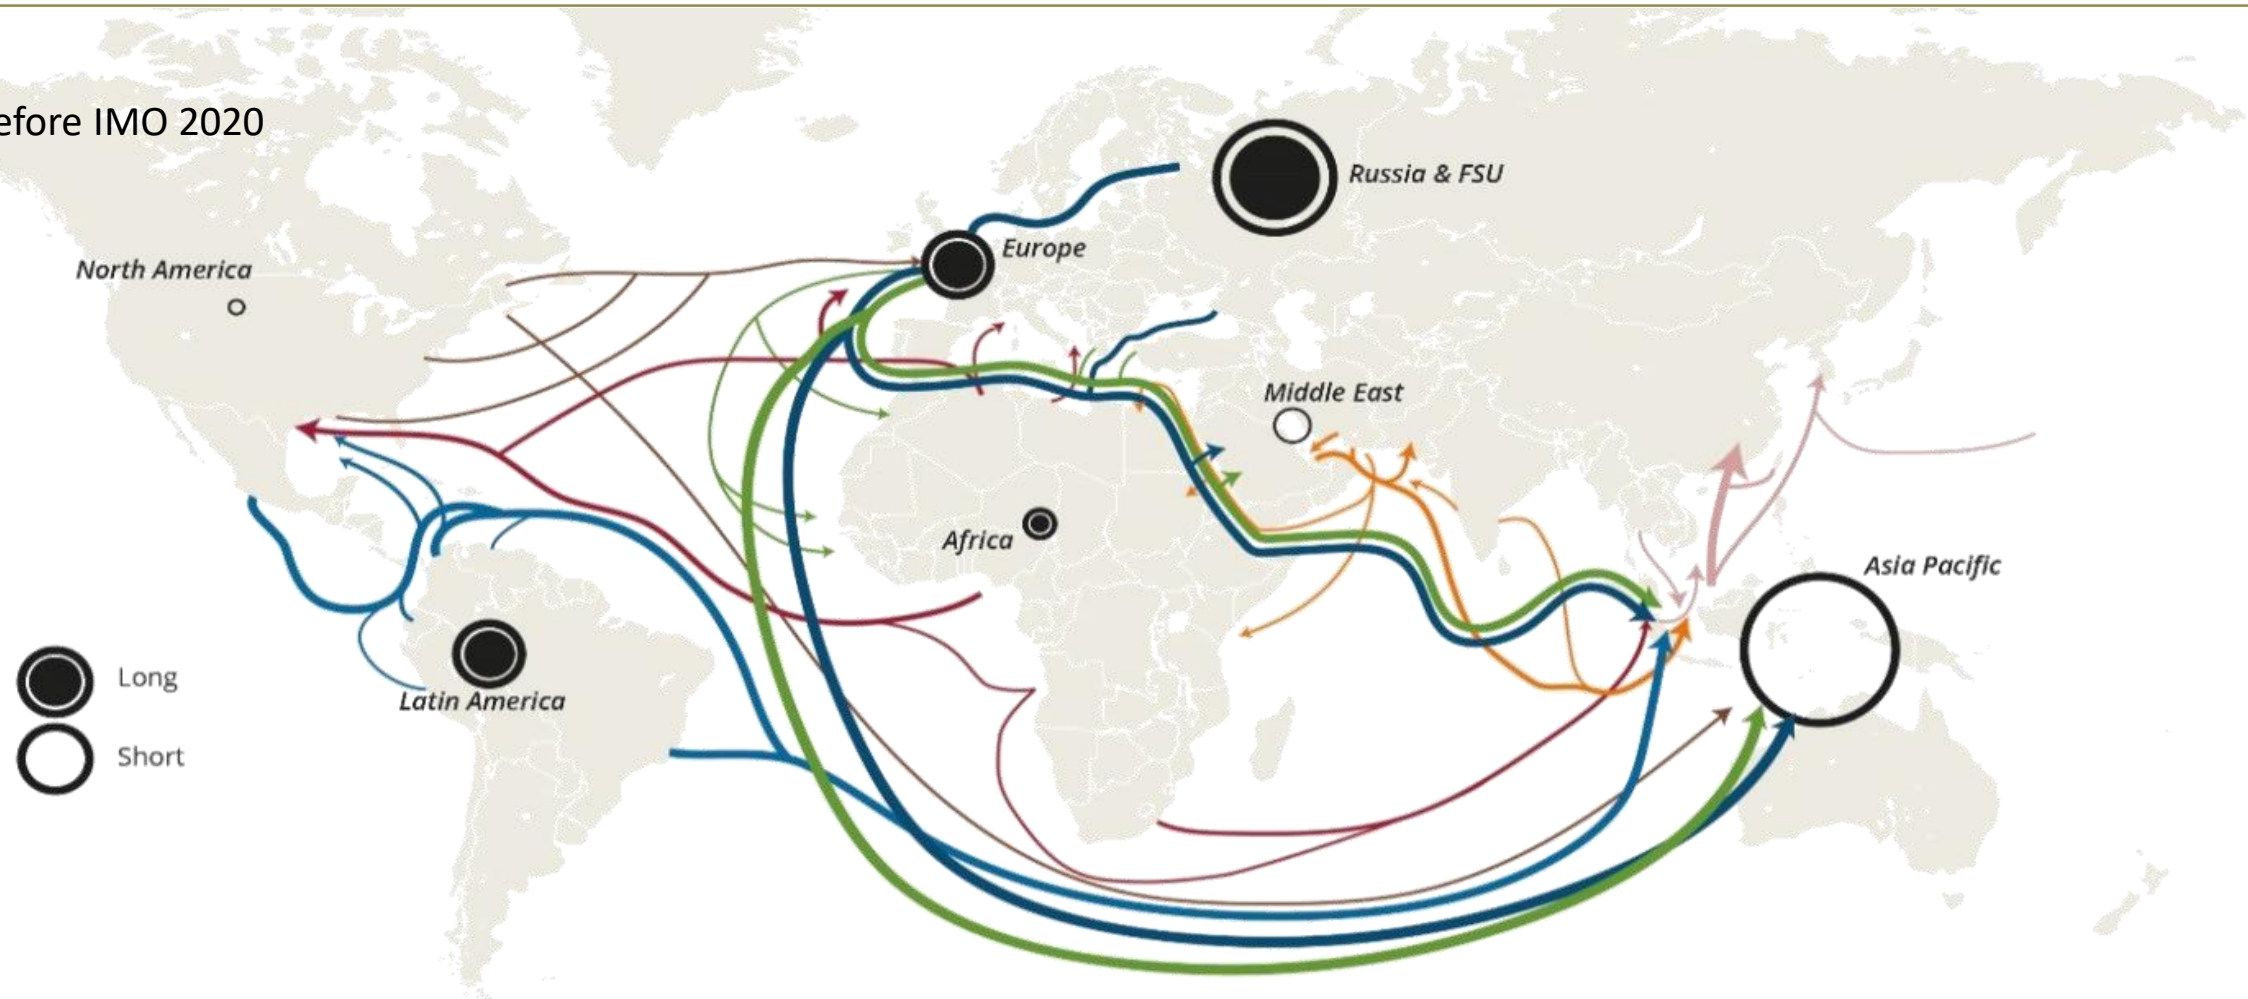 efore IMO 2020
Russia & FSU
Europe
North America
Middle East
Africa
Asia Pacific
Long
Latin America
Short